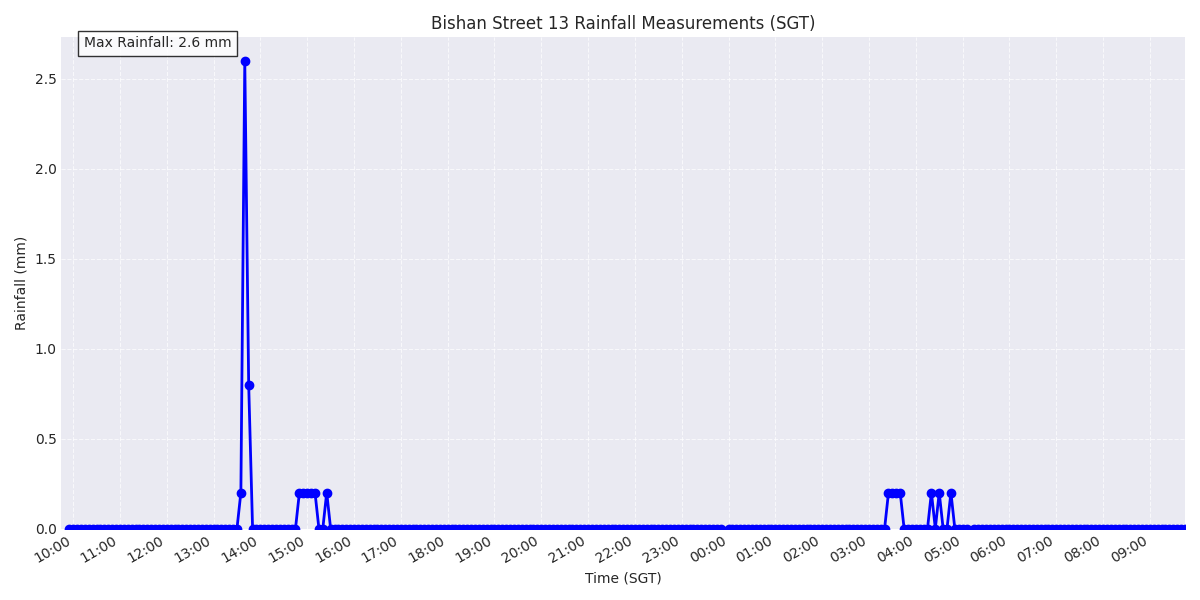 Bishan Street 13 Rainfall Measurements (SGT)
Max Rainfall: 2.6 mm
2.5
2.0
1.5
1.0
0.5
0.0
Rainfall (mm)
10:00 11:00 12:00 13:00 14:00 15:00 16:00 17:00 18:00 19:00 20:00 21:00 22:00 23:00 00:00 01:00 02:00 03:00 04:00 05:00 06:00 07:00 08:00 09:00
Time (SGT)